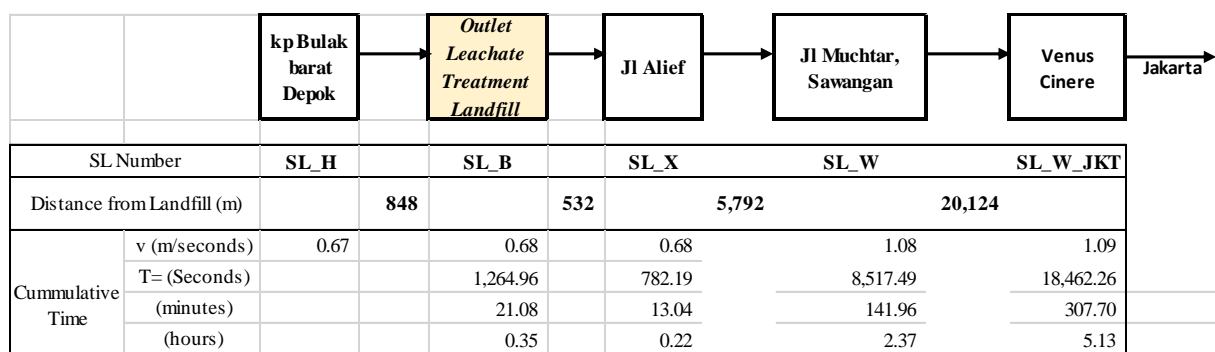 kp Bulak
barat
Depok
Outlet
Leachate
Treatment
Landfill
Jl Alief
Jl Muchtar,
Sawangan
Venus
Cinere
Jakarta
SL Number SL_H SL_B SL_X SL_W SL_W_JKT
Distance from Landfill (m) 848 532 5,792 20,124
Cummulative
Time
v (m/seconds) 0.67 0.68 0.68 1.08 1.09
T= (Seconds) 1,264.96 782.19 8,517.49 18,462.26
(minutes) 21.08 13.04 141.96 307.70
(hours) 0.35 0.22 2.37 5.13